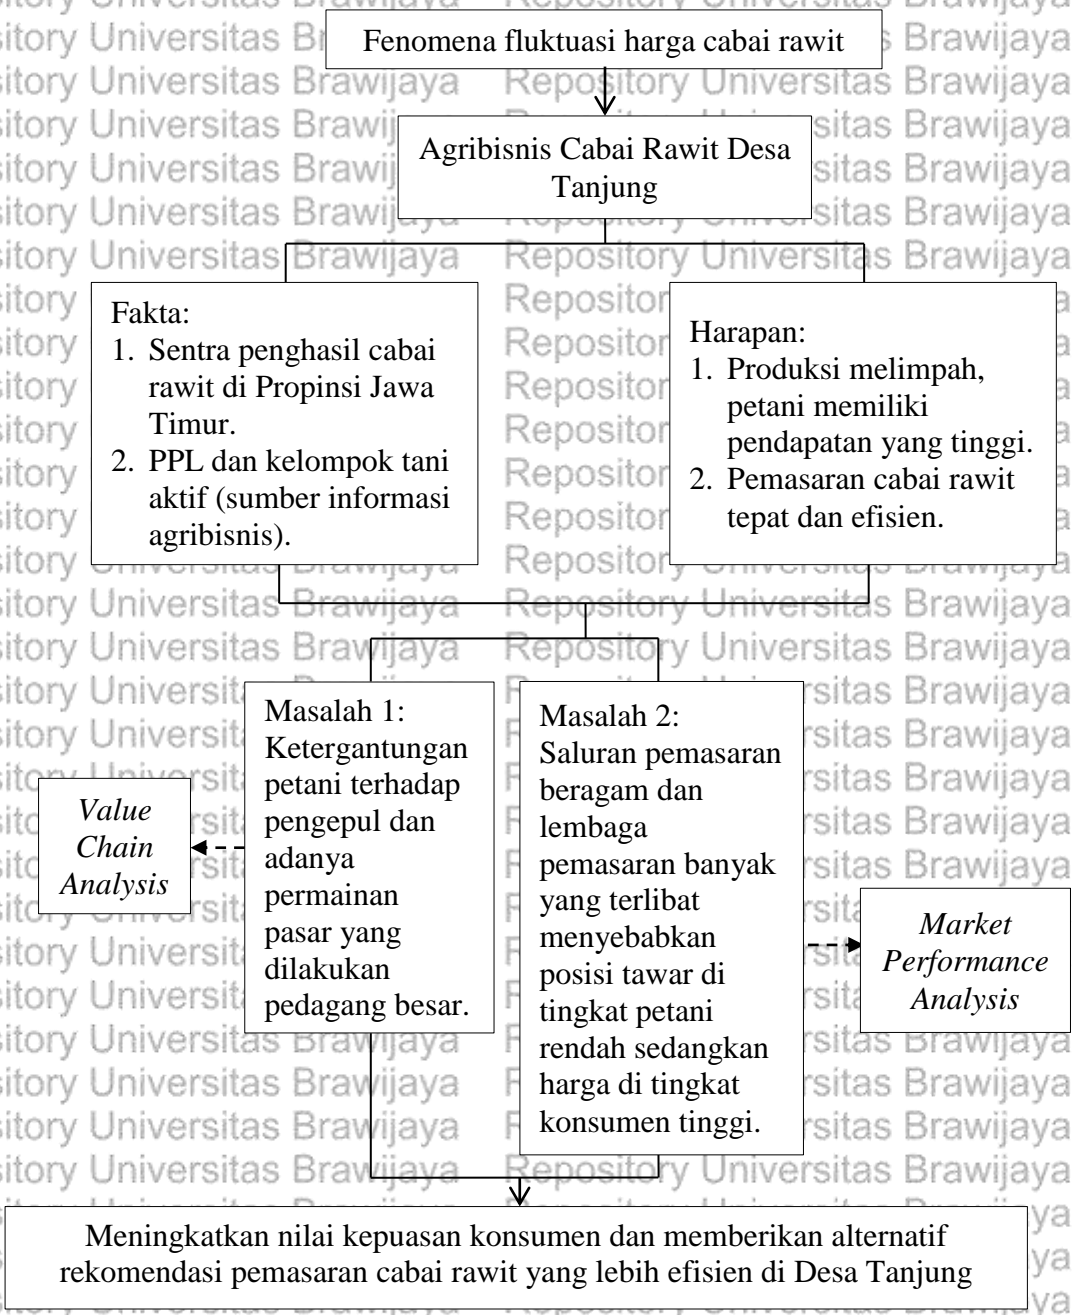 Fenomena fluktuasi harga cabai rawit
Agribisnis Cabai Rawit Desa
Tanjung
Fakta:
1. Sentra penghasil cabai
rawit di Propinsi Jawa
Timur.
2. PPL dan kelompok tani
aktif (sumber informasi
agribisnis).
Harapan:
1. Produksi melimpah,
petani memiliki
pendapatan yang tinggi.
2. Pemasaran cabai rawit
tepat dan efisien.
Masalah 1:
Ketergantungan
petani terhadap
pengepul dan
adanya
permainan
pasar yang
dilakukan
pedagang besar.
Masalah 2:
Saluran pemasaran
beragam dan
lembaga
pemasaran banyak
yang terlibat
menyebabkan
posisi tawar di
tingkat petani
rendah sedangkan
harga di tingkat
konsumen tinggi.
Value
Chain
Analysis
Market
Performance
Analysis
Meningkatkan nilai kepuasan konsumen dan memberikan alternatif
rekomendasi pemasaran cabai rawit yang lebih efisien di Desa Tanjung
Repository Universitas Brawijaya